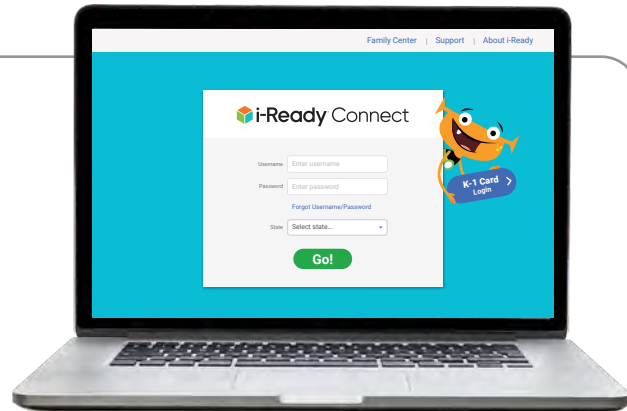 Family Center | Support | About i-Ready
i-Ready Connect
Username Enter username
Password Enter password
Forgot Username/Password
State Select state...
Go!
K-1 Card
Login